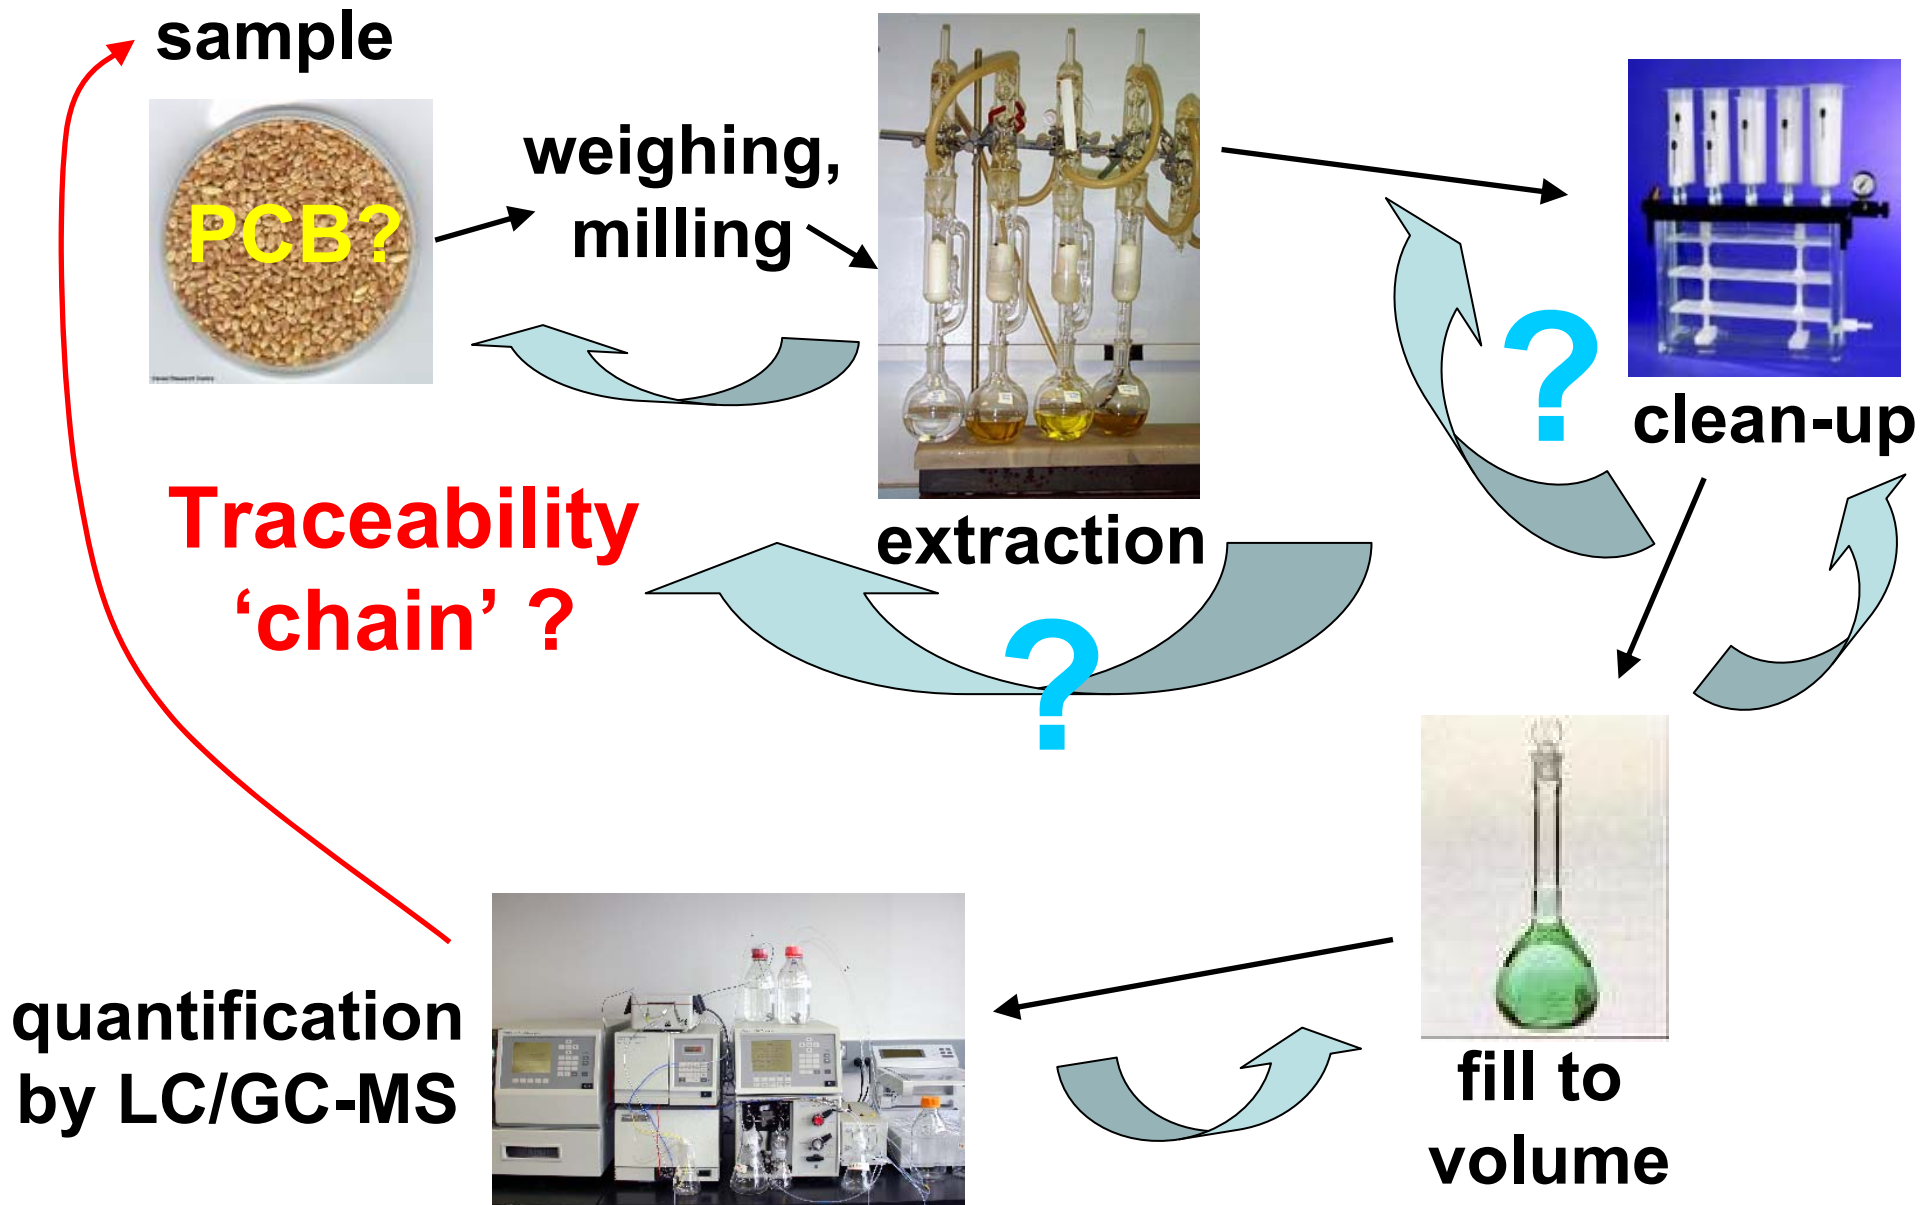 sample
PCB?
weighing,
milling
extraction
?
clean-up
Traceability
‘chain’ ?
?
fill to
volume
quantification
by LC/GC-MS